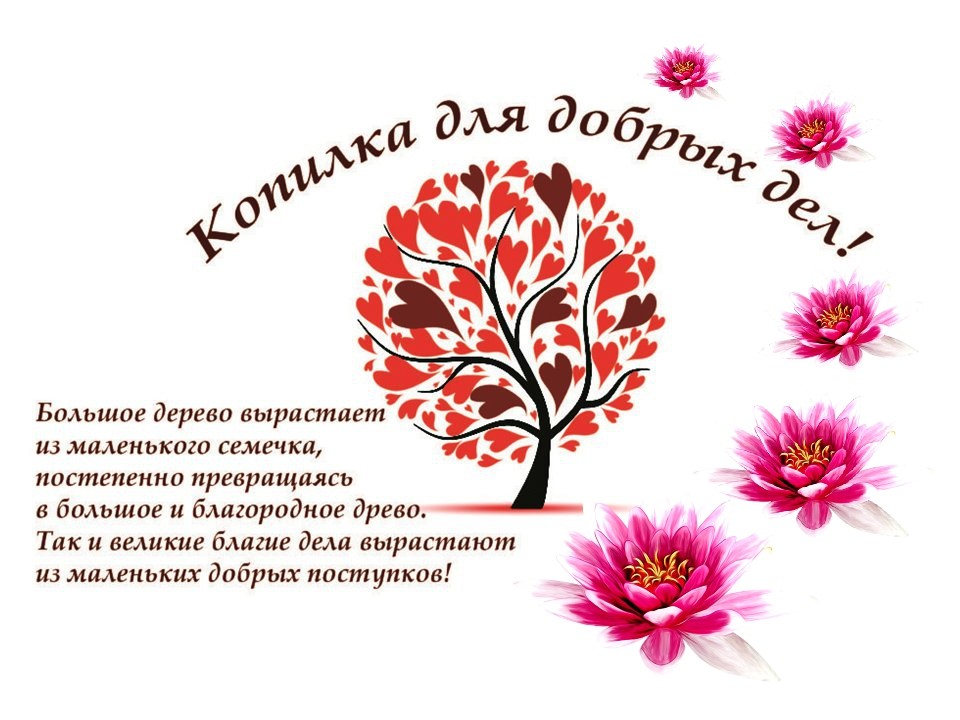 Копилка для добрых дел!
Большое дерево вырастает
из маленького семечка,
постепенно превращаясь
в большое и благородное древо.
Так и великие благие дела вырастают
из маленьких добрых поступков!